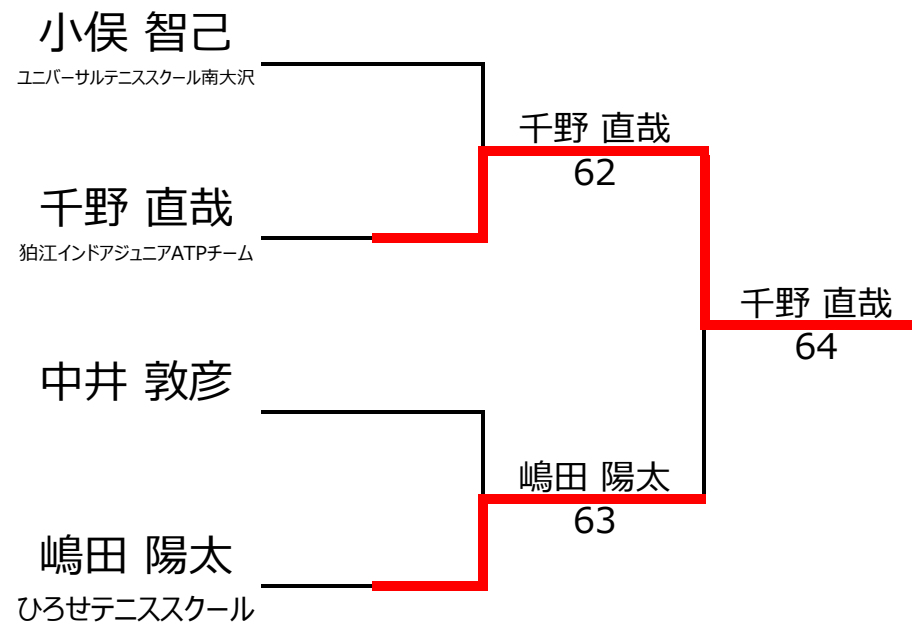 小俣 智己
ユニバーサルテニススクール南大沢
千野 直哉
62
千野 直哉
狛江インドアジュニアATPチーム
千野 直哉
64
中井 敦彦
嶋田 陽太
63
嶋田 陽太
ひろせテニススクール